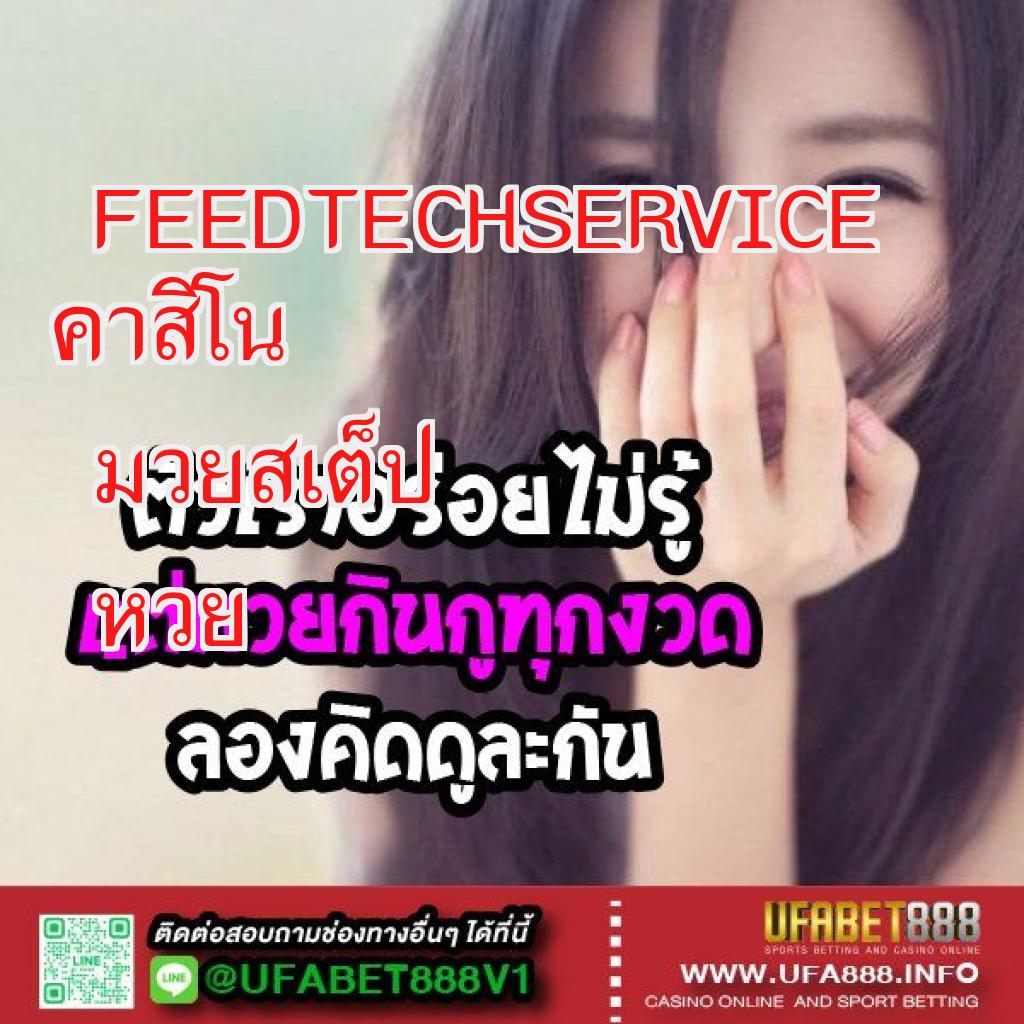 FEEDTECHSERVICE
คาสิโน
มวยสเต็ป
ไม่รู้
หว่ย
หวยกินกูทุกงวด
ลองคิดดูละกัน
ติดต่อสอบถามช่องทางอื่นๆ ได้ที่นี้
LINE
LINE
@UFABET888V1
UFABET888
SPORTS BETTING AND CASINO ONLINE
WWW.UFA888.INFO
CASINO ONLINE AND SPORT BETTING